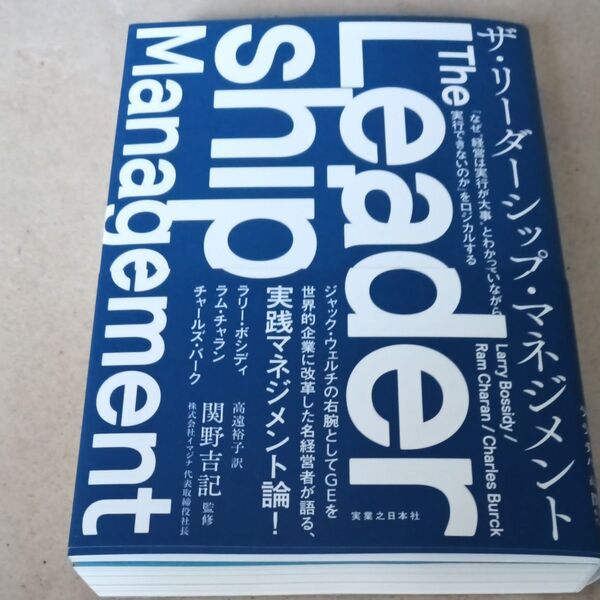 ザ・リーダーシップ・マネジメント
The
Leader
Ship
Management
「なぜ、“経営は実行が大事”とわかっていながら
実行できないのか」をロジカルする
Larry Bossidy /
Ram Charan / Charles Burck
ジャック・ウェルチの右腕としてGEを
世界的企業に改革した名経営者が語る、
実践マネジメント論！
ラリー・ボシディ
ラム・チャラン
チャールズ・バーク
高遠裕子 訳
関野吉記 監修
株式会社イマジナ 代表取締役社長
実業之日本社